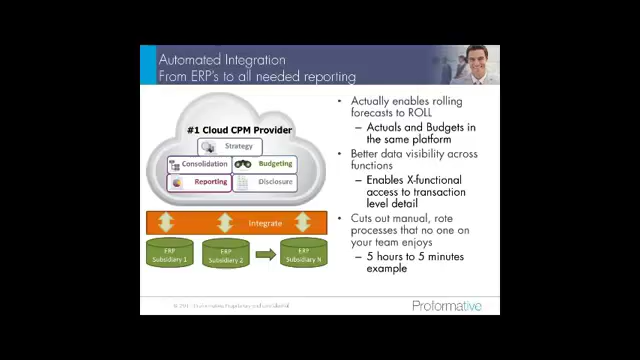 Automated Integration
From ERP's to all needed reporting
#1 Cloud CPM Provider
Strategy
Consolidation
Budgeting
Reporting
Disclosure
Integrate
ERP
Subsidiary 1
ERP
Subsidiary 2
ERP
Subsidiary N
• Actually enables rolling
forecasts to ROLL
– Actuals and Budgets in
the same platform
• Better data visibility across
functions
– Enables X-functional
access to transaction
level detail
• Cuts out manual, rote
processes that no one on
your team enjoys
– 5 hours to 5 minutes
example
Proformative